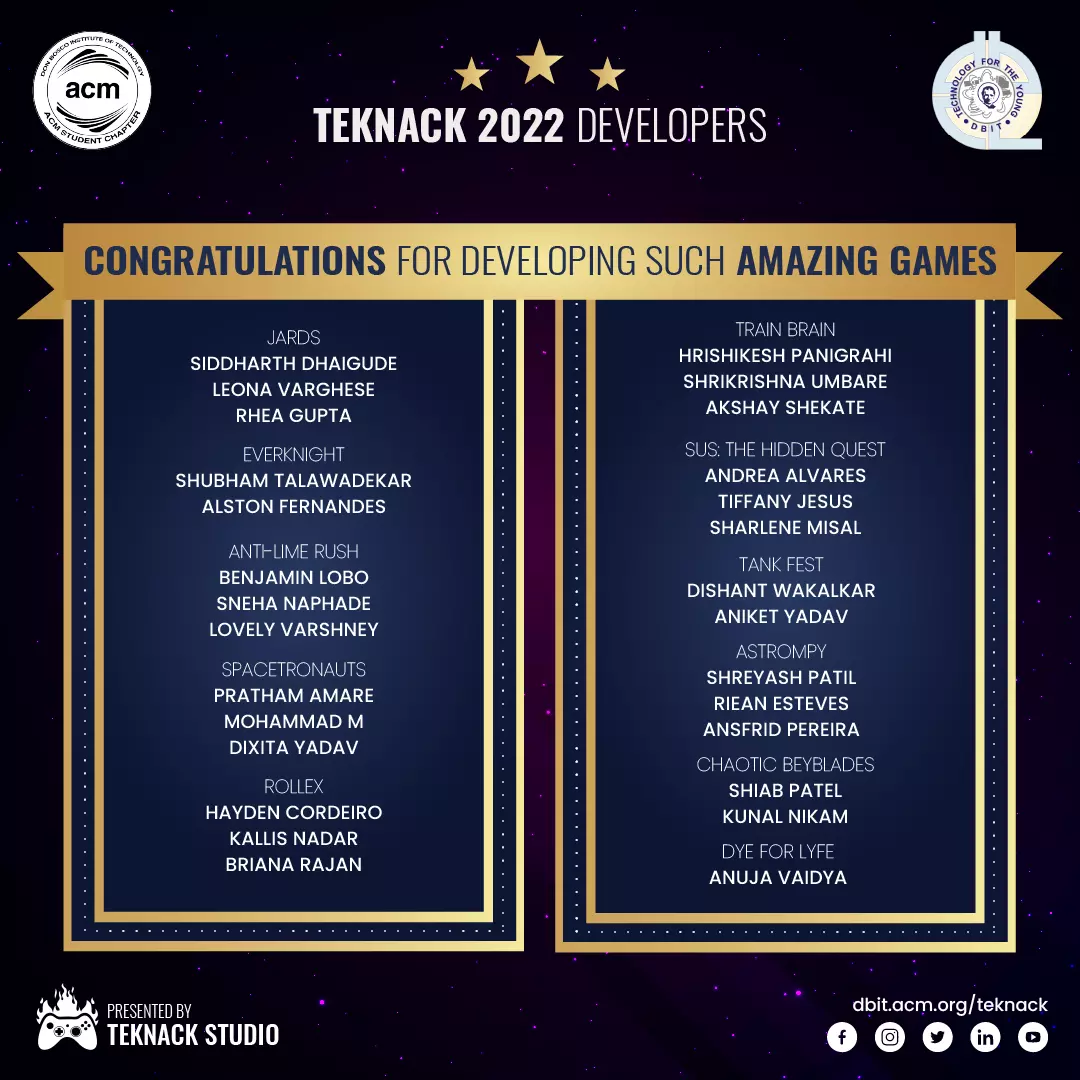 DON BOSCO INSTITUTE OF TECHNOLOGY
acm
ACM STUDENT CHAPTER
TEKNACK 2022 DEVELOPERS
TECHNOLOGY FOR THE YOUNG
• DBIT •
CONGRATULATIONS FOR DEVELOPING SUCH AMAZING GAMES
JARDS
SIDDHARTH DHAIGUDE
LEONA VARGHESE
RHEA GUPTA
EVERKNIGHT
SHUBHAM TALAWADEKAR
ALSTON FERNANDES
ANTI-LIME RUSH
BENJAMIN LOBO
SNEHA NAPHADE
LOVELY VARSHNEY
SPACETRONAUTS
PRATHAM AMARE
MOHAMMAD M
DIXITA YADAV
ROLLEX
HAYDEN CORDEIRO
KALLIS NADAR
BRIANA RAJAN
TRAIN BRAIN
HRISHIKESH PANIGRAHI
SHRIKRISHNA UMBARE
AKSHAY SHEKATE
SUS: THE HIDDEN QUEST
ANDREA ALVARES
TIFFANY JESUS
SHARLENE MISAL
TANK FEST
DISHANT WAKALKAR
ANIKET YADAV
ASTROMPY
SHREYASH PATIL
RIEAN ESTEVES
ANSFRID PEREIRA
CHAOTIC BEYBLADES
SHIAB PATEL
KUNAL NIKAM
DYE FOR LYFE
ANUJA VAIDYA
PRESENTED BY
TEKNACK STUDIO
dbit.acm.org/teknack